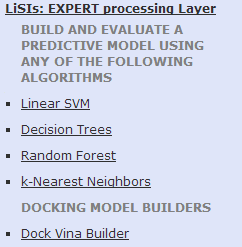 LiSIs: EXPERT processing Layer
BUILD AND EVALUATE A
PREDICTIVE MODEL USING
ANY OF THE FOLLOWING
ALGORITHMS
Linear SVM
Decision Trees
Random Forest
k-Nearest Neighbors
DOCKING MODEL BUILDERS
Dock Vina Builder